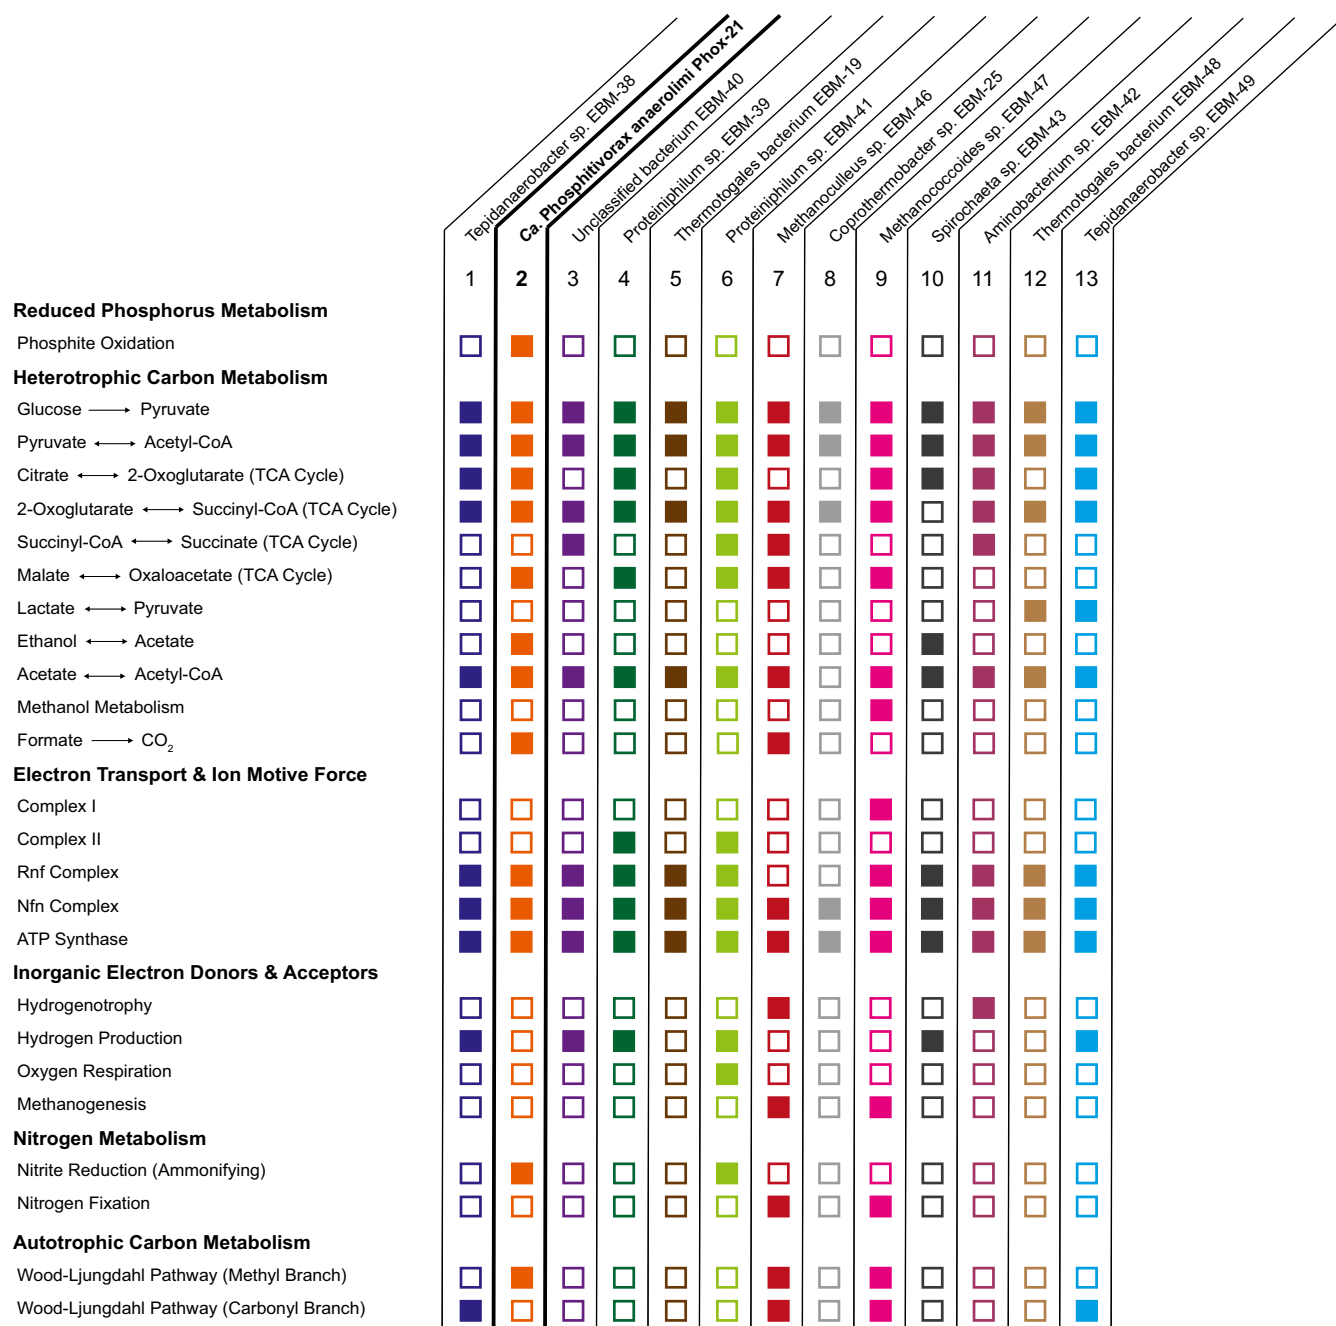 Tepidanaerobacter sp. EBM-38
Ca. Phosphitivorax anaerolimi Phox-21
Unclassified bacterium EBM-40
Proteiniphilum sp. EBM-39
Thermotogales bacterium EBM-19
Proteiniphilum sp. EBM-41
Methanoculleus sp. EBM-46
Coprothermobacter sp. EBM-25
Methanococcoides sp. EBM-47
Spirochaeta sp. EBM-43
Aminobacterium sp. EBM-42
Thermotogales bacterium EBM-48
Tepidanaerobacter sp. EBM-49
1 2 3 4 5 6 7 8 9 10 11 12 13
Reduced Phosphorus Metabolism
Phosphite Oxidation
Heterotrophic Carbon Metabolism
Glucose ⟶ Pyruvate
Pyruvate ⟷ Acetyl-CoA
Citrate ⟷ 2-Oxoglutarate (TCA Cycle)
2-Oxoglutarate ⟷ Succinyl-CoA (TCA Cycle)
Succinyl-CoA ⟷ Succinate (TCA Cycle)
Malate ⟷ Oxaloacetate (TCA Cycle)
Lactate ⟷ Pyruvate
Ethanol ⟷ Acetate
Acetate ⟷ Acetyl-CoA
Methanol Metabolism
Formate ⟶ CO₂
Electron Transport & Ion Motive Force
Complex I
Complex II
Rnf Complex
Nfn Complex
ATP Synthase
Inorganic Electron Donors & Acceptors
Hydrogenotrophy
Hydrogen Production
Oxygen Respiration
Methanogenesis
Nitrogen Metabolism
Nitrite Reduction (Ammonifying)
Nitrogen Fixation
Autotrophic Carbon Metabolism
Wood-Ljungdahl Pathway (Methyl Branch)
Wood-Ljungdahl Pathway (Carbonyl Branch)